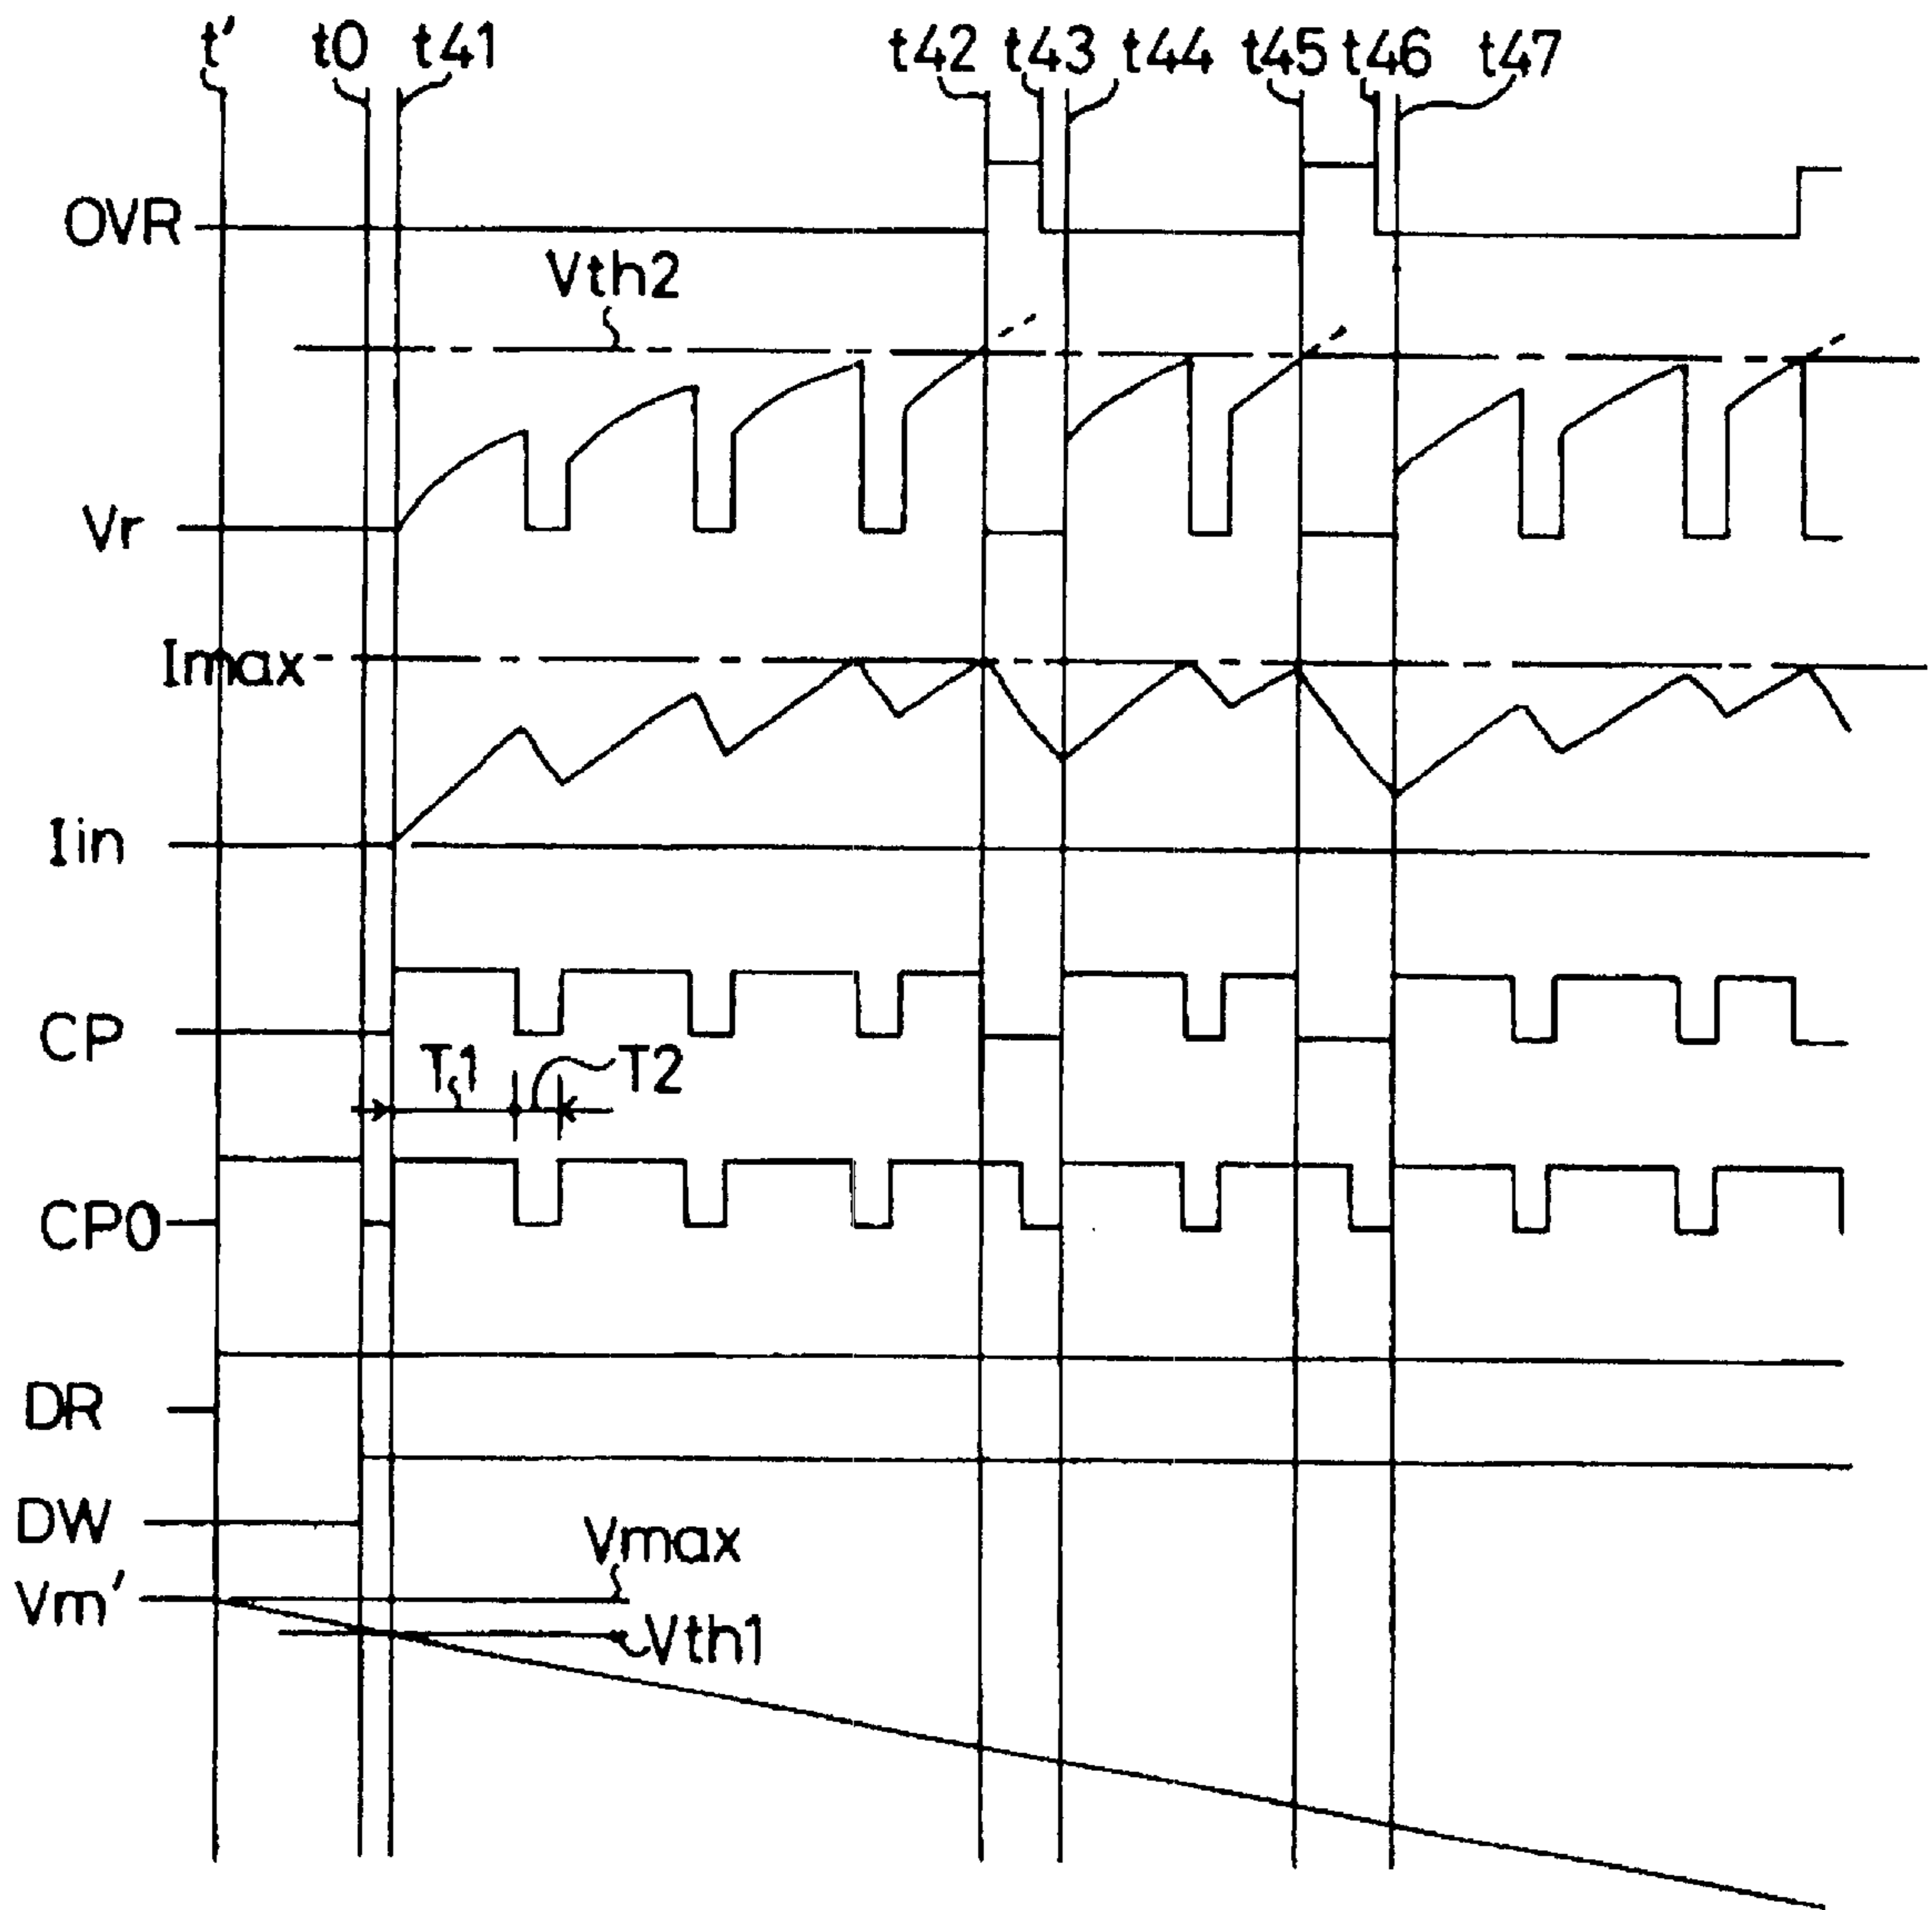 t' t0 t41 t42 t43 t44 t45 t46 t47
OVR
Vth2
Vr
Imax
Iin
CP
T1 T2
CP0
DR
DW
Vmax
Vm'
Vth1